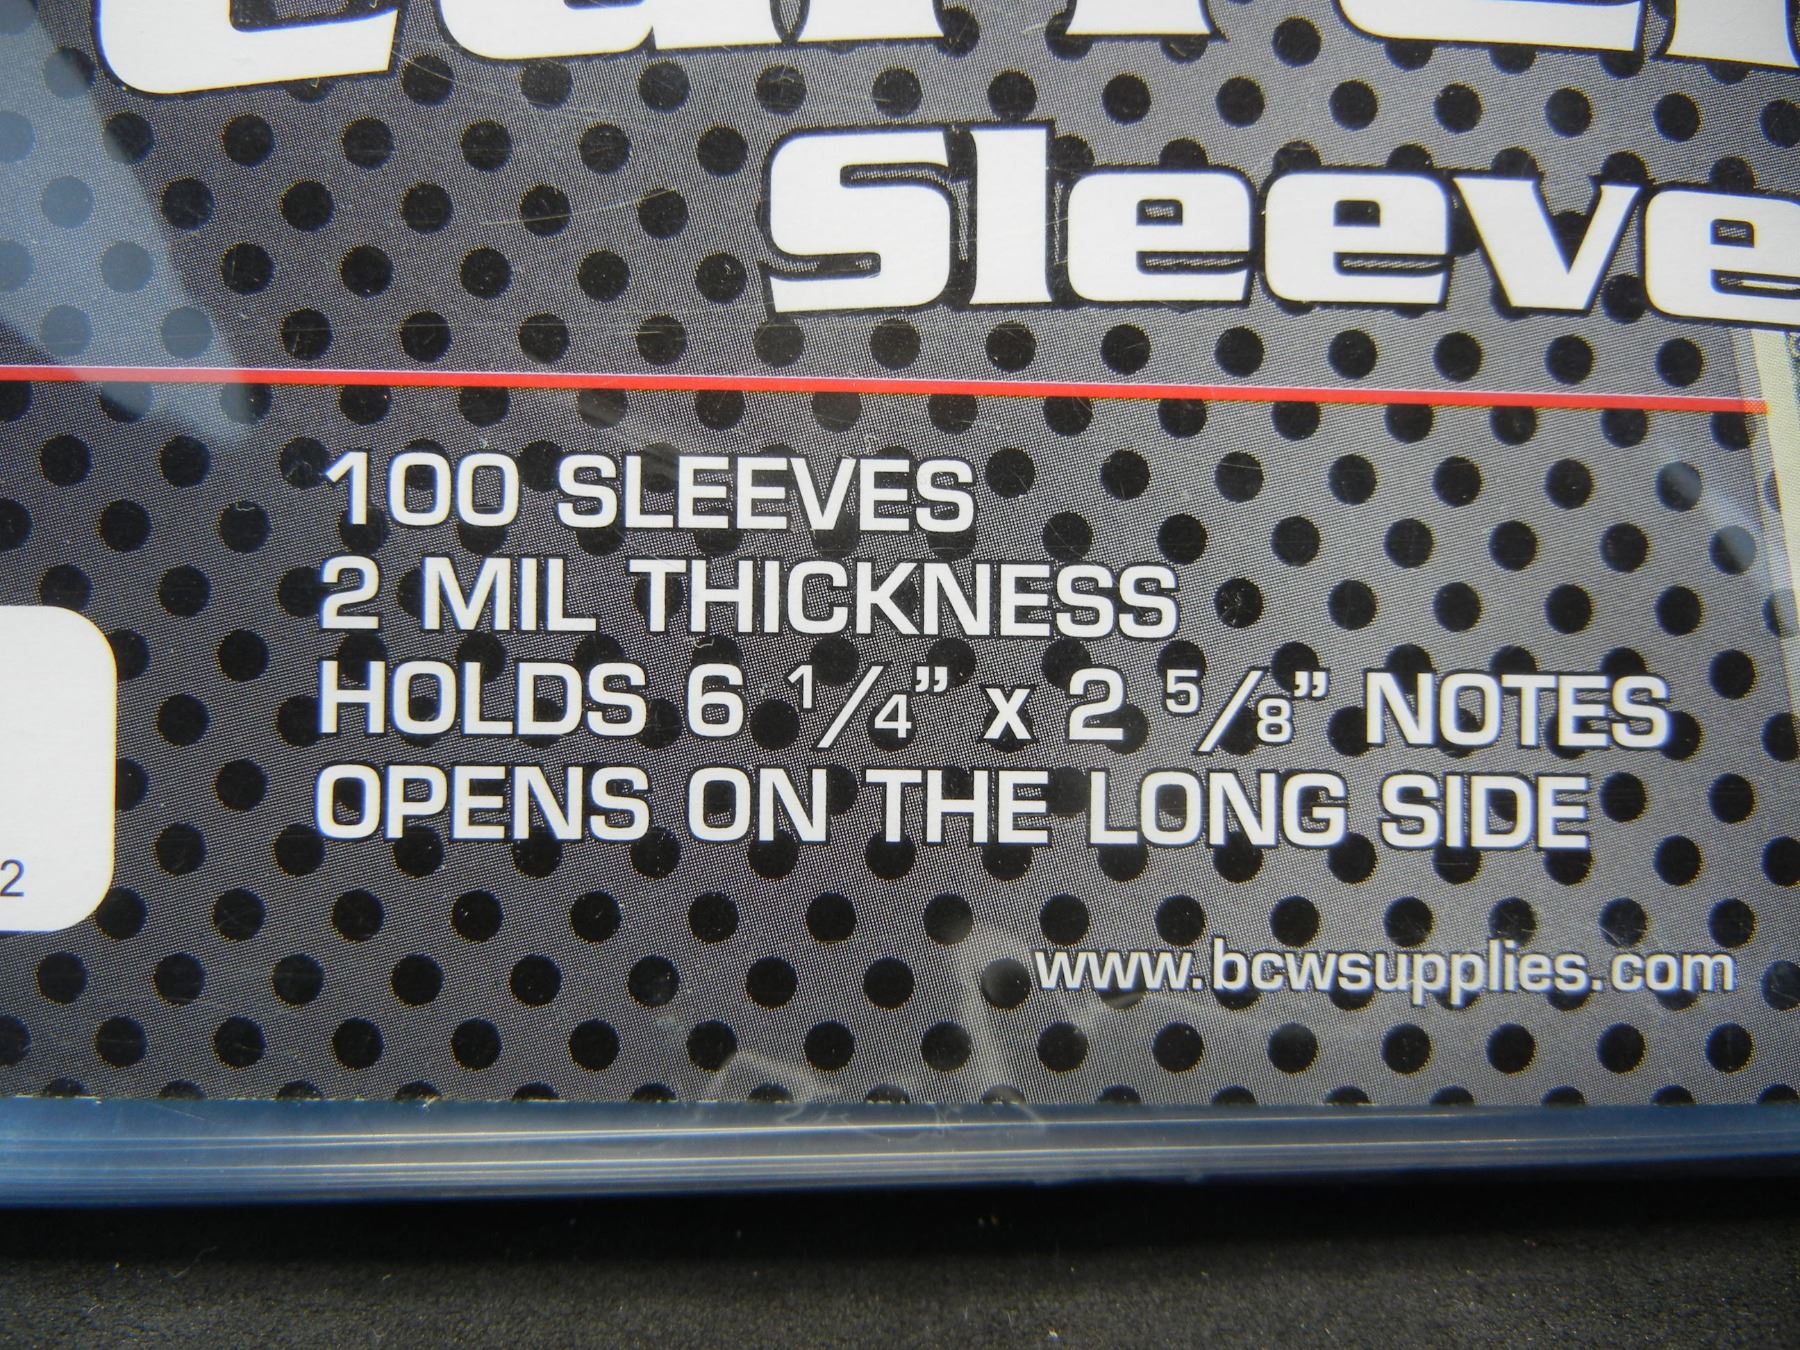 Sleeve
100 SLEEVES
2 MIL THICKNESS
HOLDS 6 1/4” x 2 5/8” NOTES
OPENS ON THE LONG SIDE
2
www.bcwsupplies.com